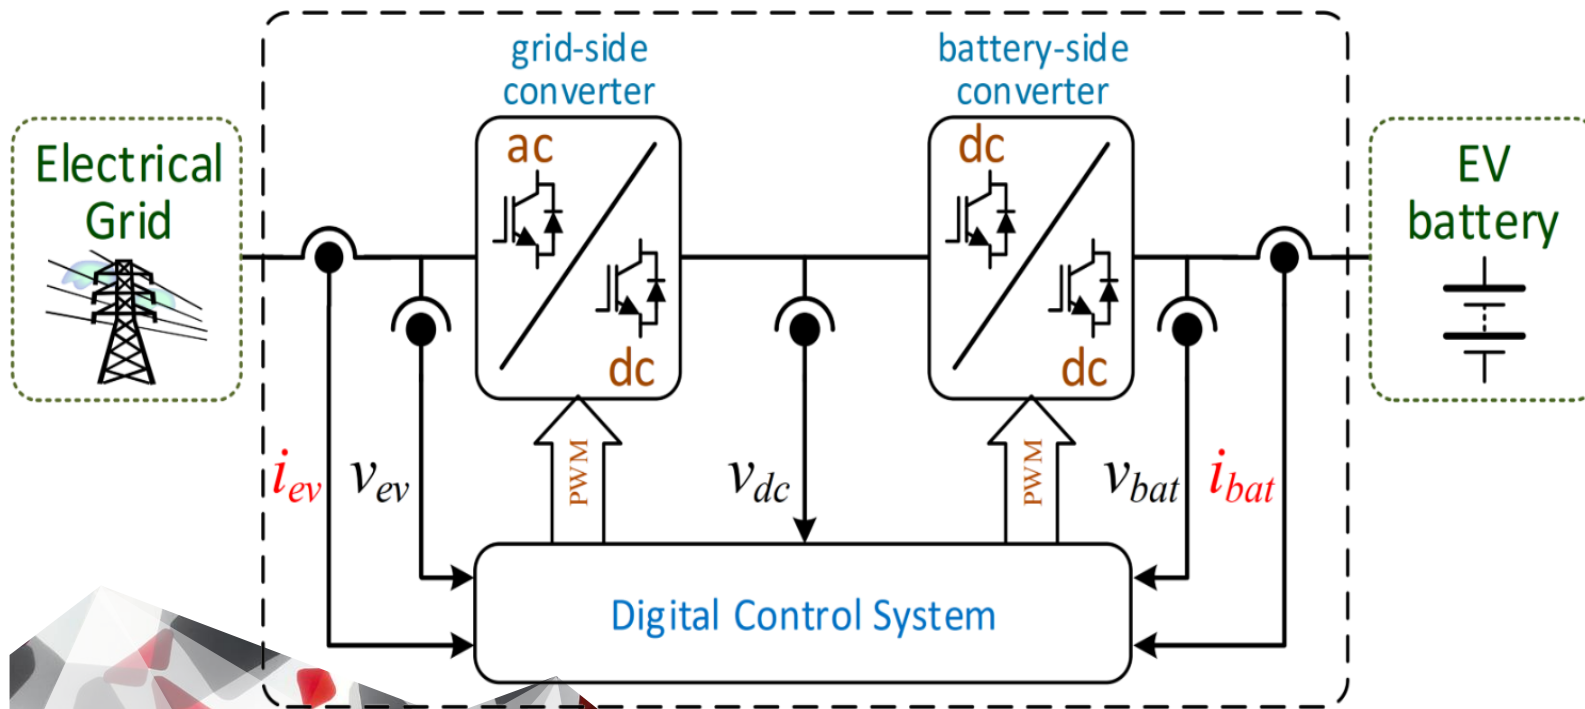 grid-side
converter
battery-side
converter
Electrical
Grid
ac
dc
dc
dc
EV
battery
i_ev
v_ev
PWM
v_dc
PWM
v_bat
i_bat
Digital Control System